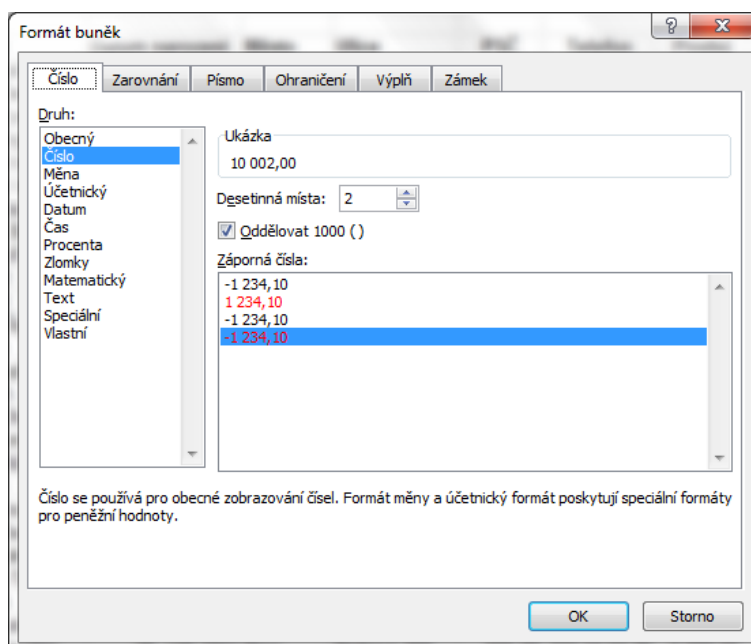 Formát buněk
Číslo Zarovnání Písmo Ohraničení Výplň Zámek
Druh:
Obecný
Číslo
Měna
Účetnický
Datum
Čas
Procenta
Zlomky
Matematický
Text
Speciální
Vlastní
Ukázka
10 002,00
Desetinná místa: 2
Oddělovat 1000 ( )
Záporná čísla:
-1 234,10
1 234,10
-1 234,10
-1 234,10
Číslo se používá pro obecné zobrazování čísel. Formát měny a účetnický formát poskytují speciální formáty
pro peněžní hodnoty.
OK Storno